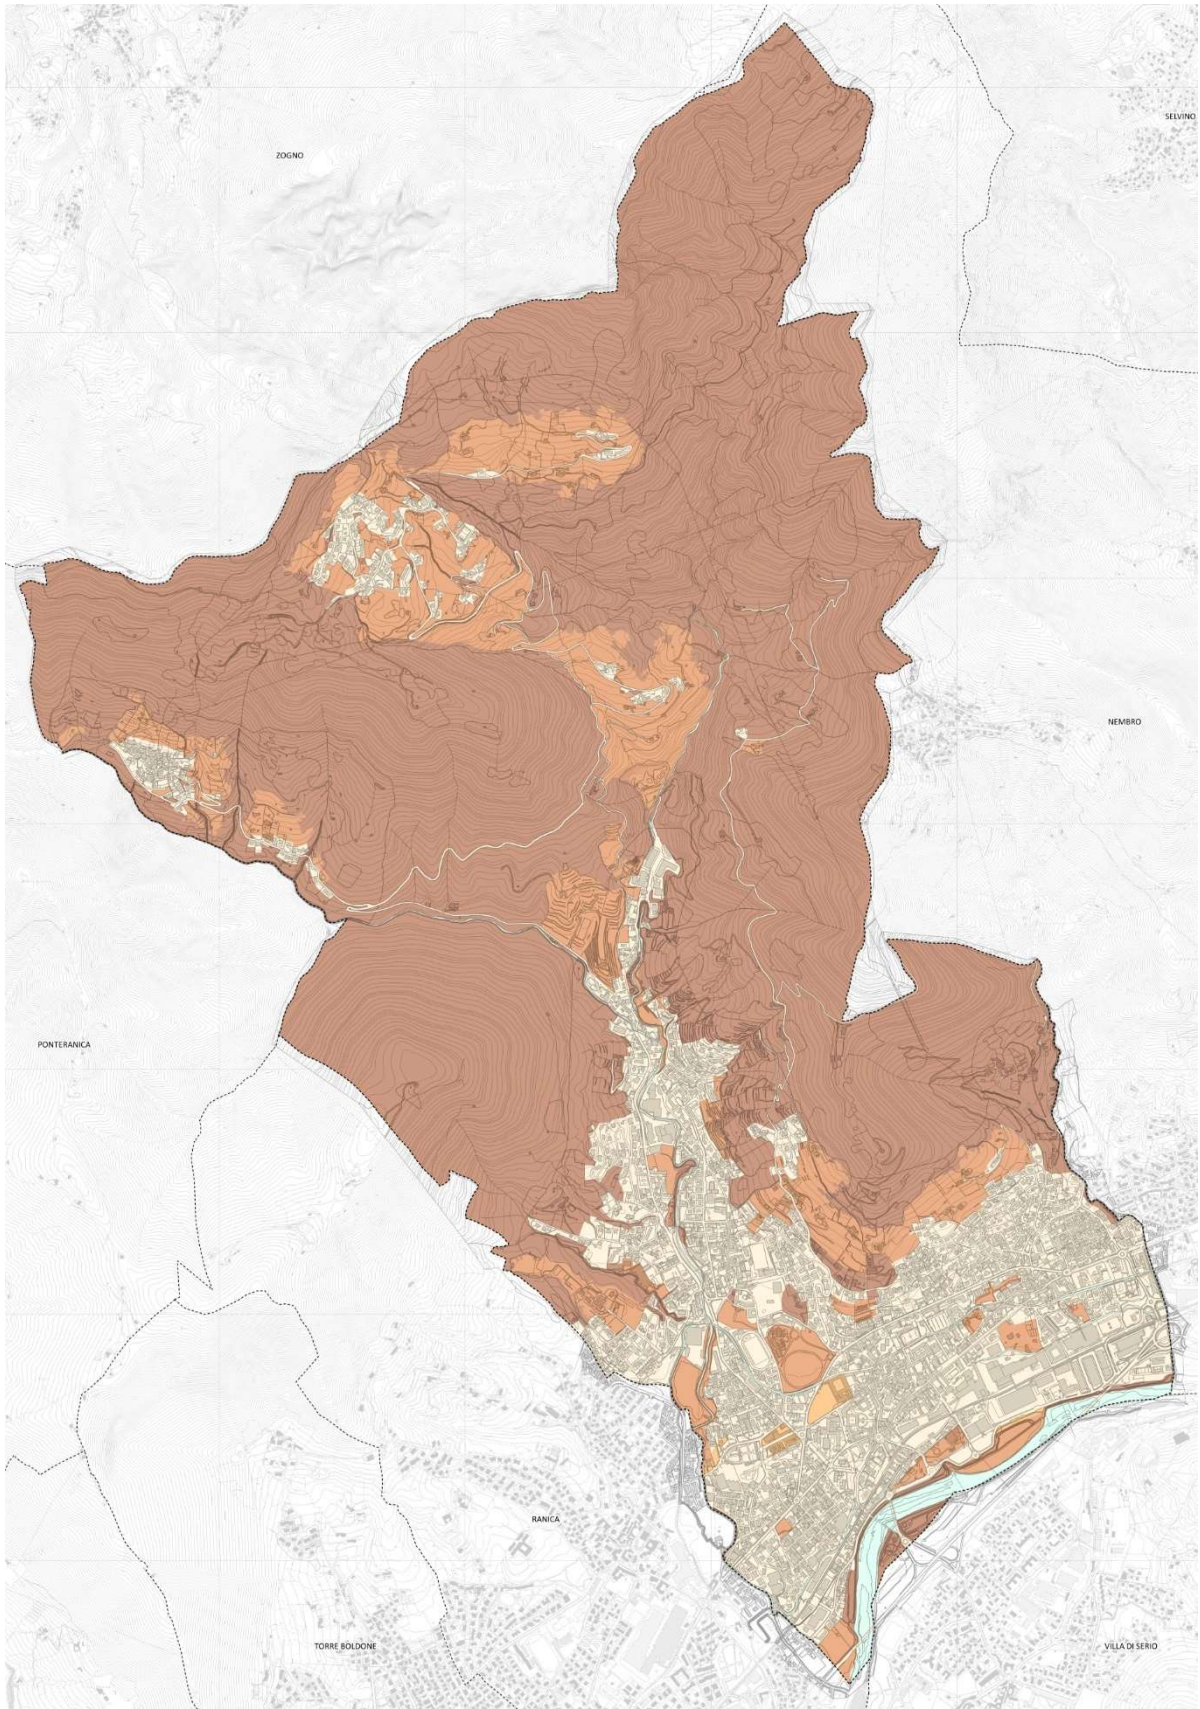 SELVINO
ZOGNO
NEMBRO
PONTERANICA
RANICA
TORRE BOLDONE
VILLA DI SERIO